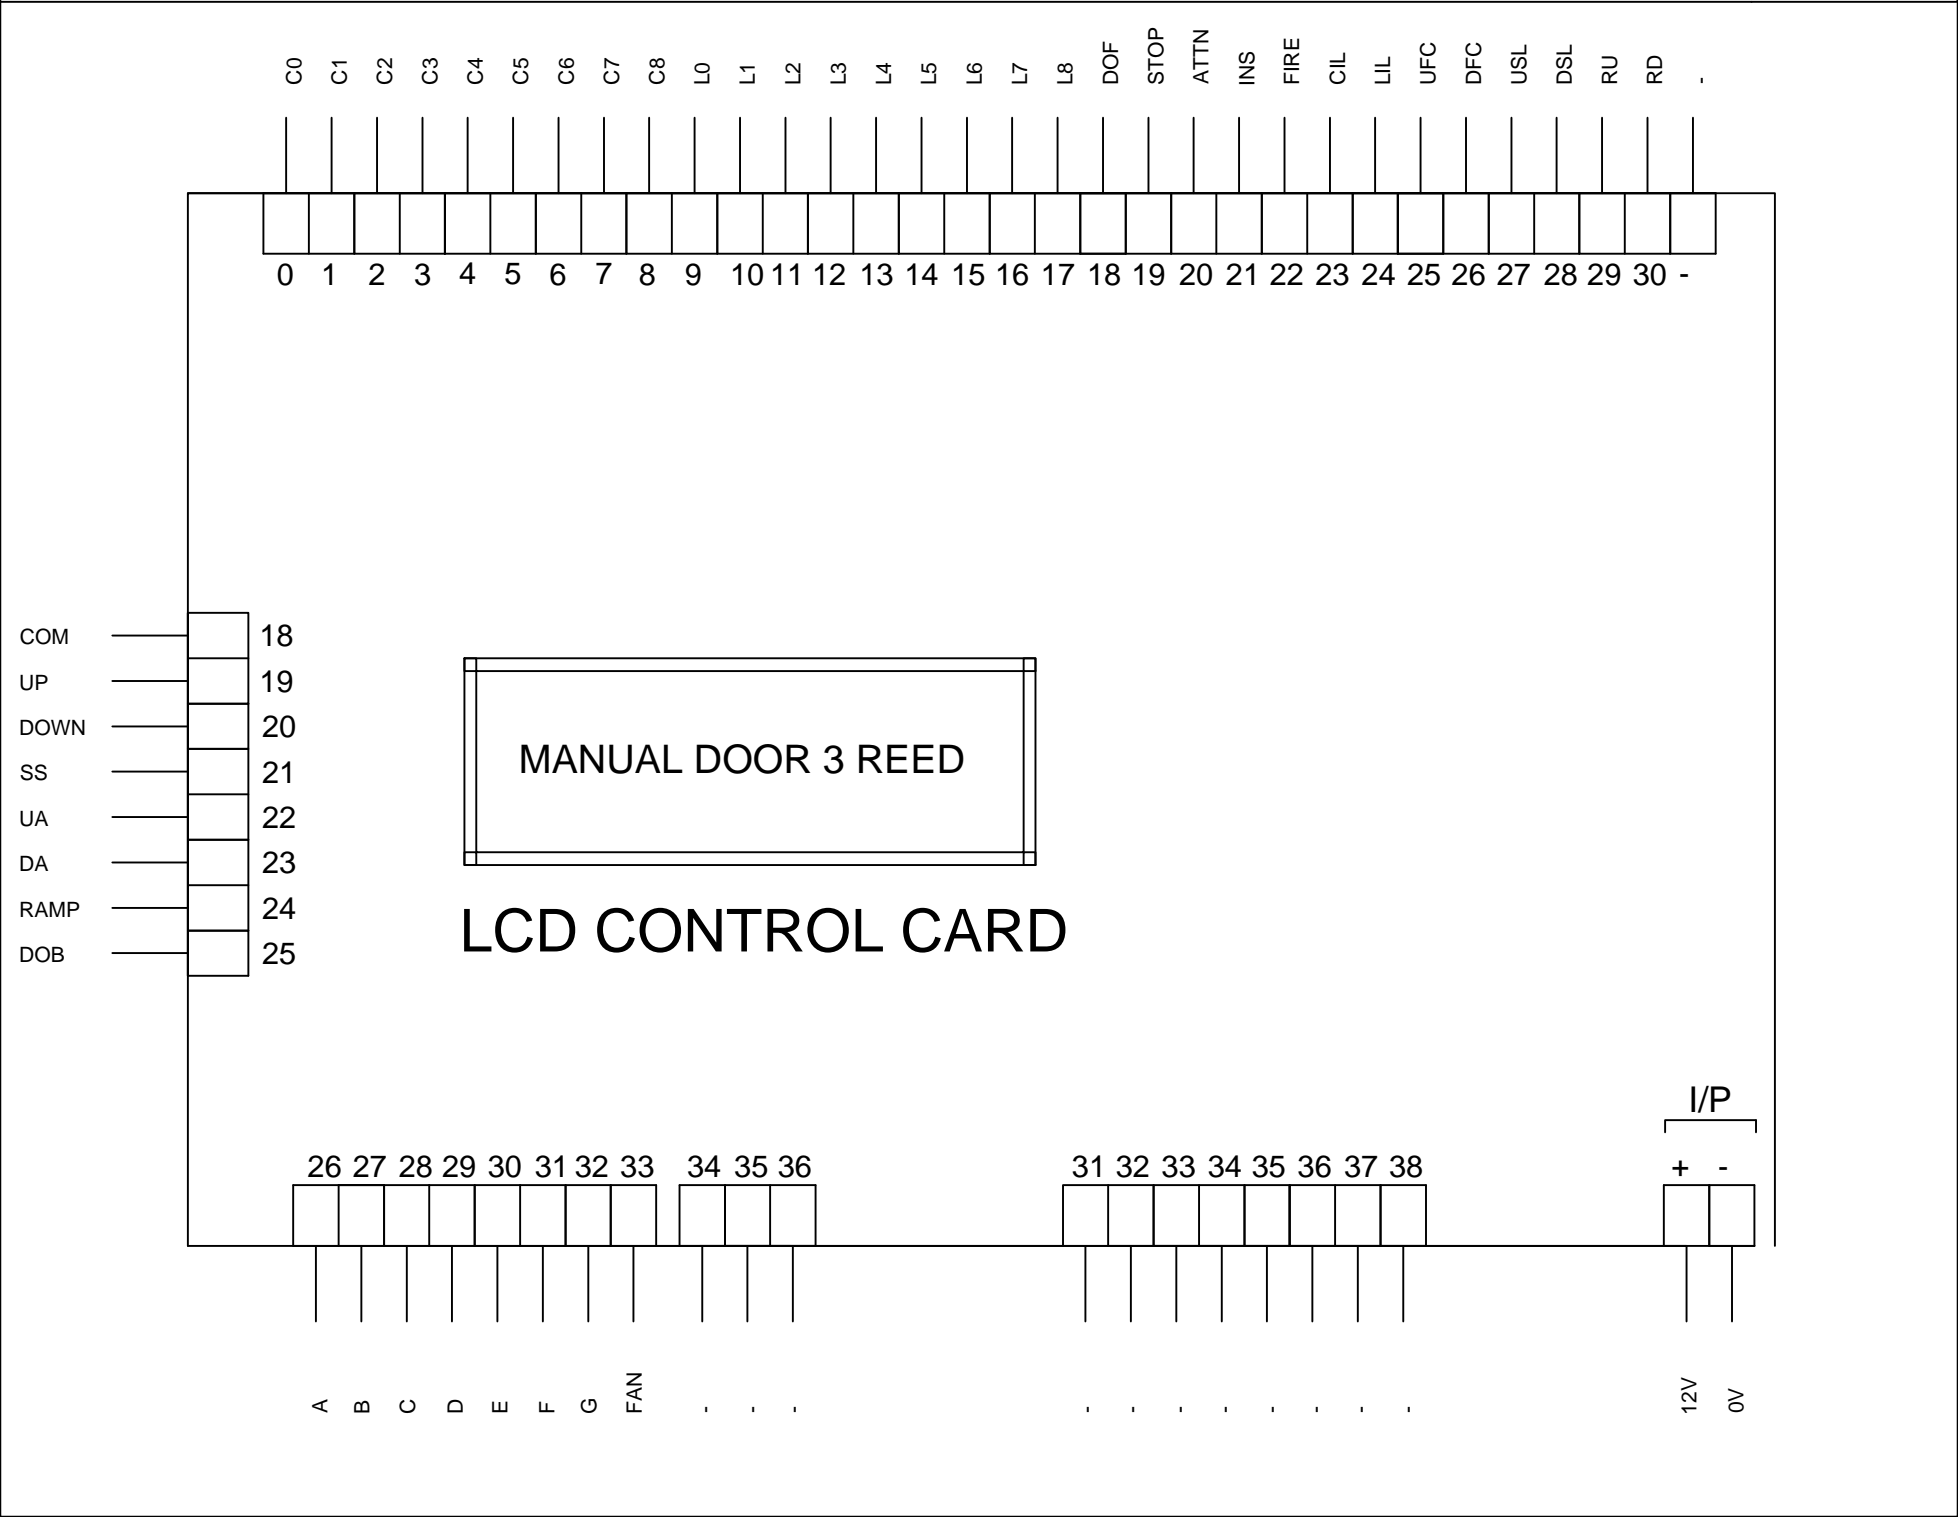 C0 C1 C2 C3 C4 C5 C6 C7 C8 L0 L1 L2 L3 L4 L5 L6 L7 L8 DOF STOP ATTN INS FIRE CIL LIL UFC DFC USL DSL RU RD -
0 1 2 3 4 5 6 7 8 9 10 11 12 13 14 15 16 17 18 19 20 21 22 23 24 25 26 27 28 29 30 -
COM 18
UP 19
DOWN 20
SS 21
UA 22
DA 23
RAMP 24
DOB 25
MANUAL DOOR 3 REED
LCD CONTROL CARD
I/P
26 27 28 29 30 31 32 33 34 35 36 31 32 33 34 35 36 37 38 + -
A B C D E F G FAN - - - - - - - - - - - 12V 0V